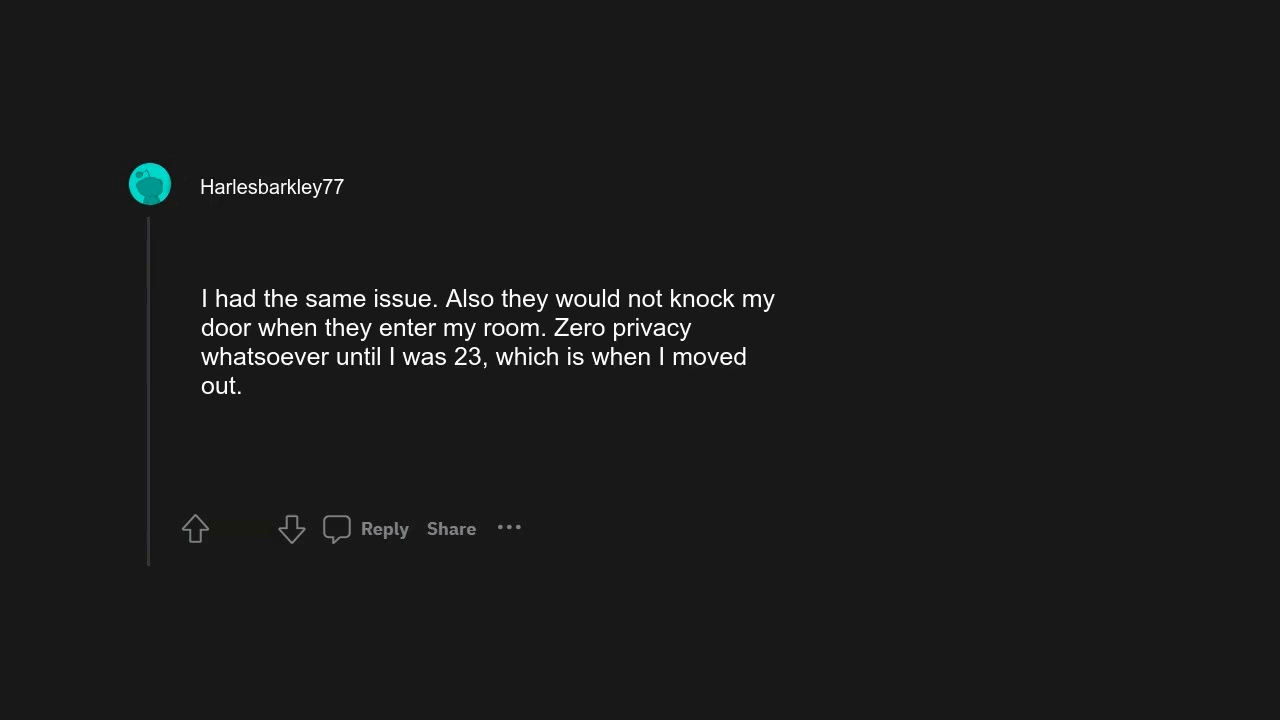 Harlesbarkley77
I had the same issue. Also they would not knock my
door when they enter my room. Zero privacy
whatsoever until I was 23, which is when I moved
out.
Reply Share